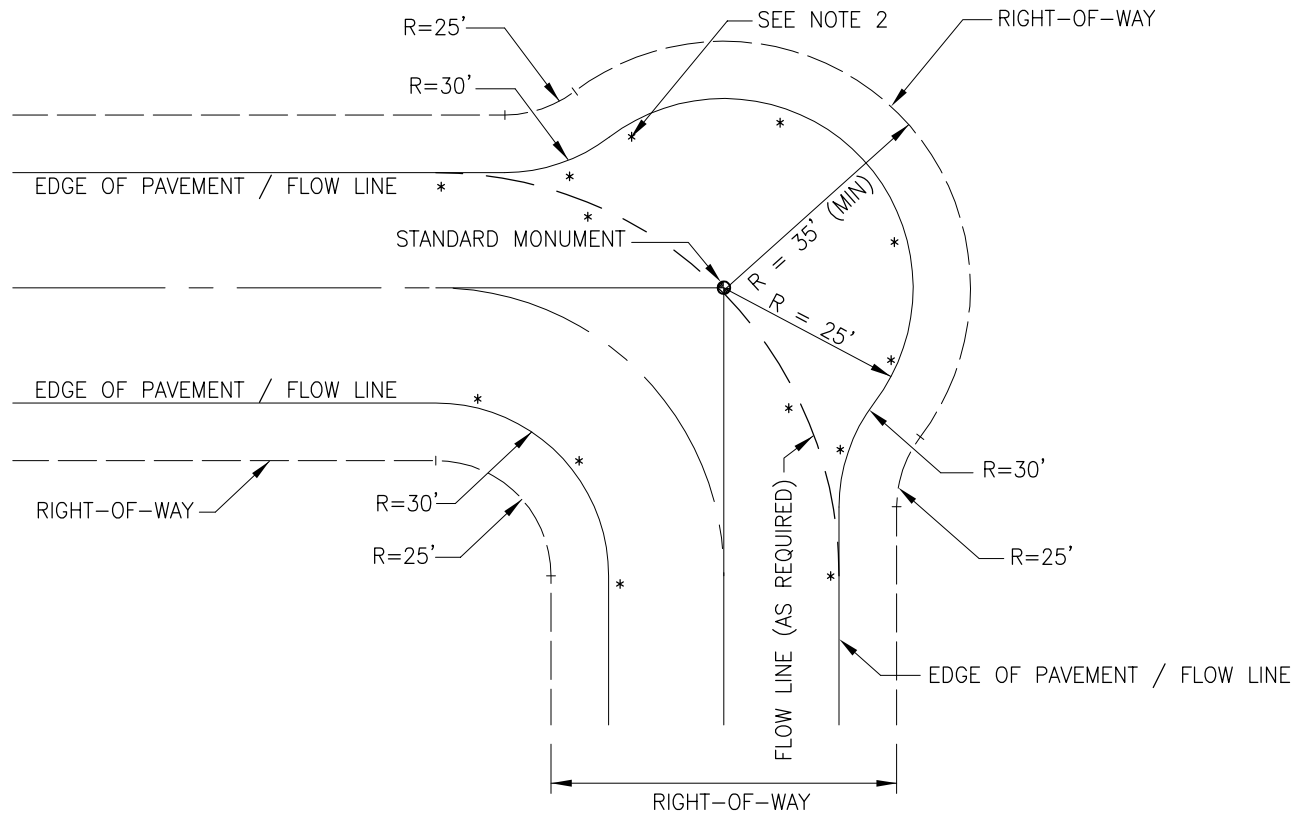 R=25'
SEE NOTE 2
RIGHT-OF-WAY
R=30'
EDGE OF PAVEMENT / FLOW LINE
STANDARD MONUMENT
R = 35' (MIN)
R = 25'
EDGE OF PAVEMENT / FLOW LINE
RIGHT-OF-WAY
R=30'
R=25'
FLOW LINE (AS REQUIRED)
R=30'
R=25'
EDGE OF PAVEMENT / FLOW LINE
RIGHT-OF-WAY